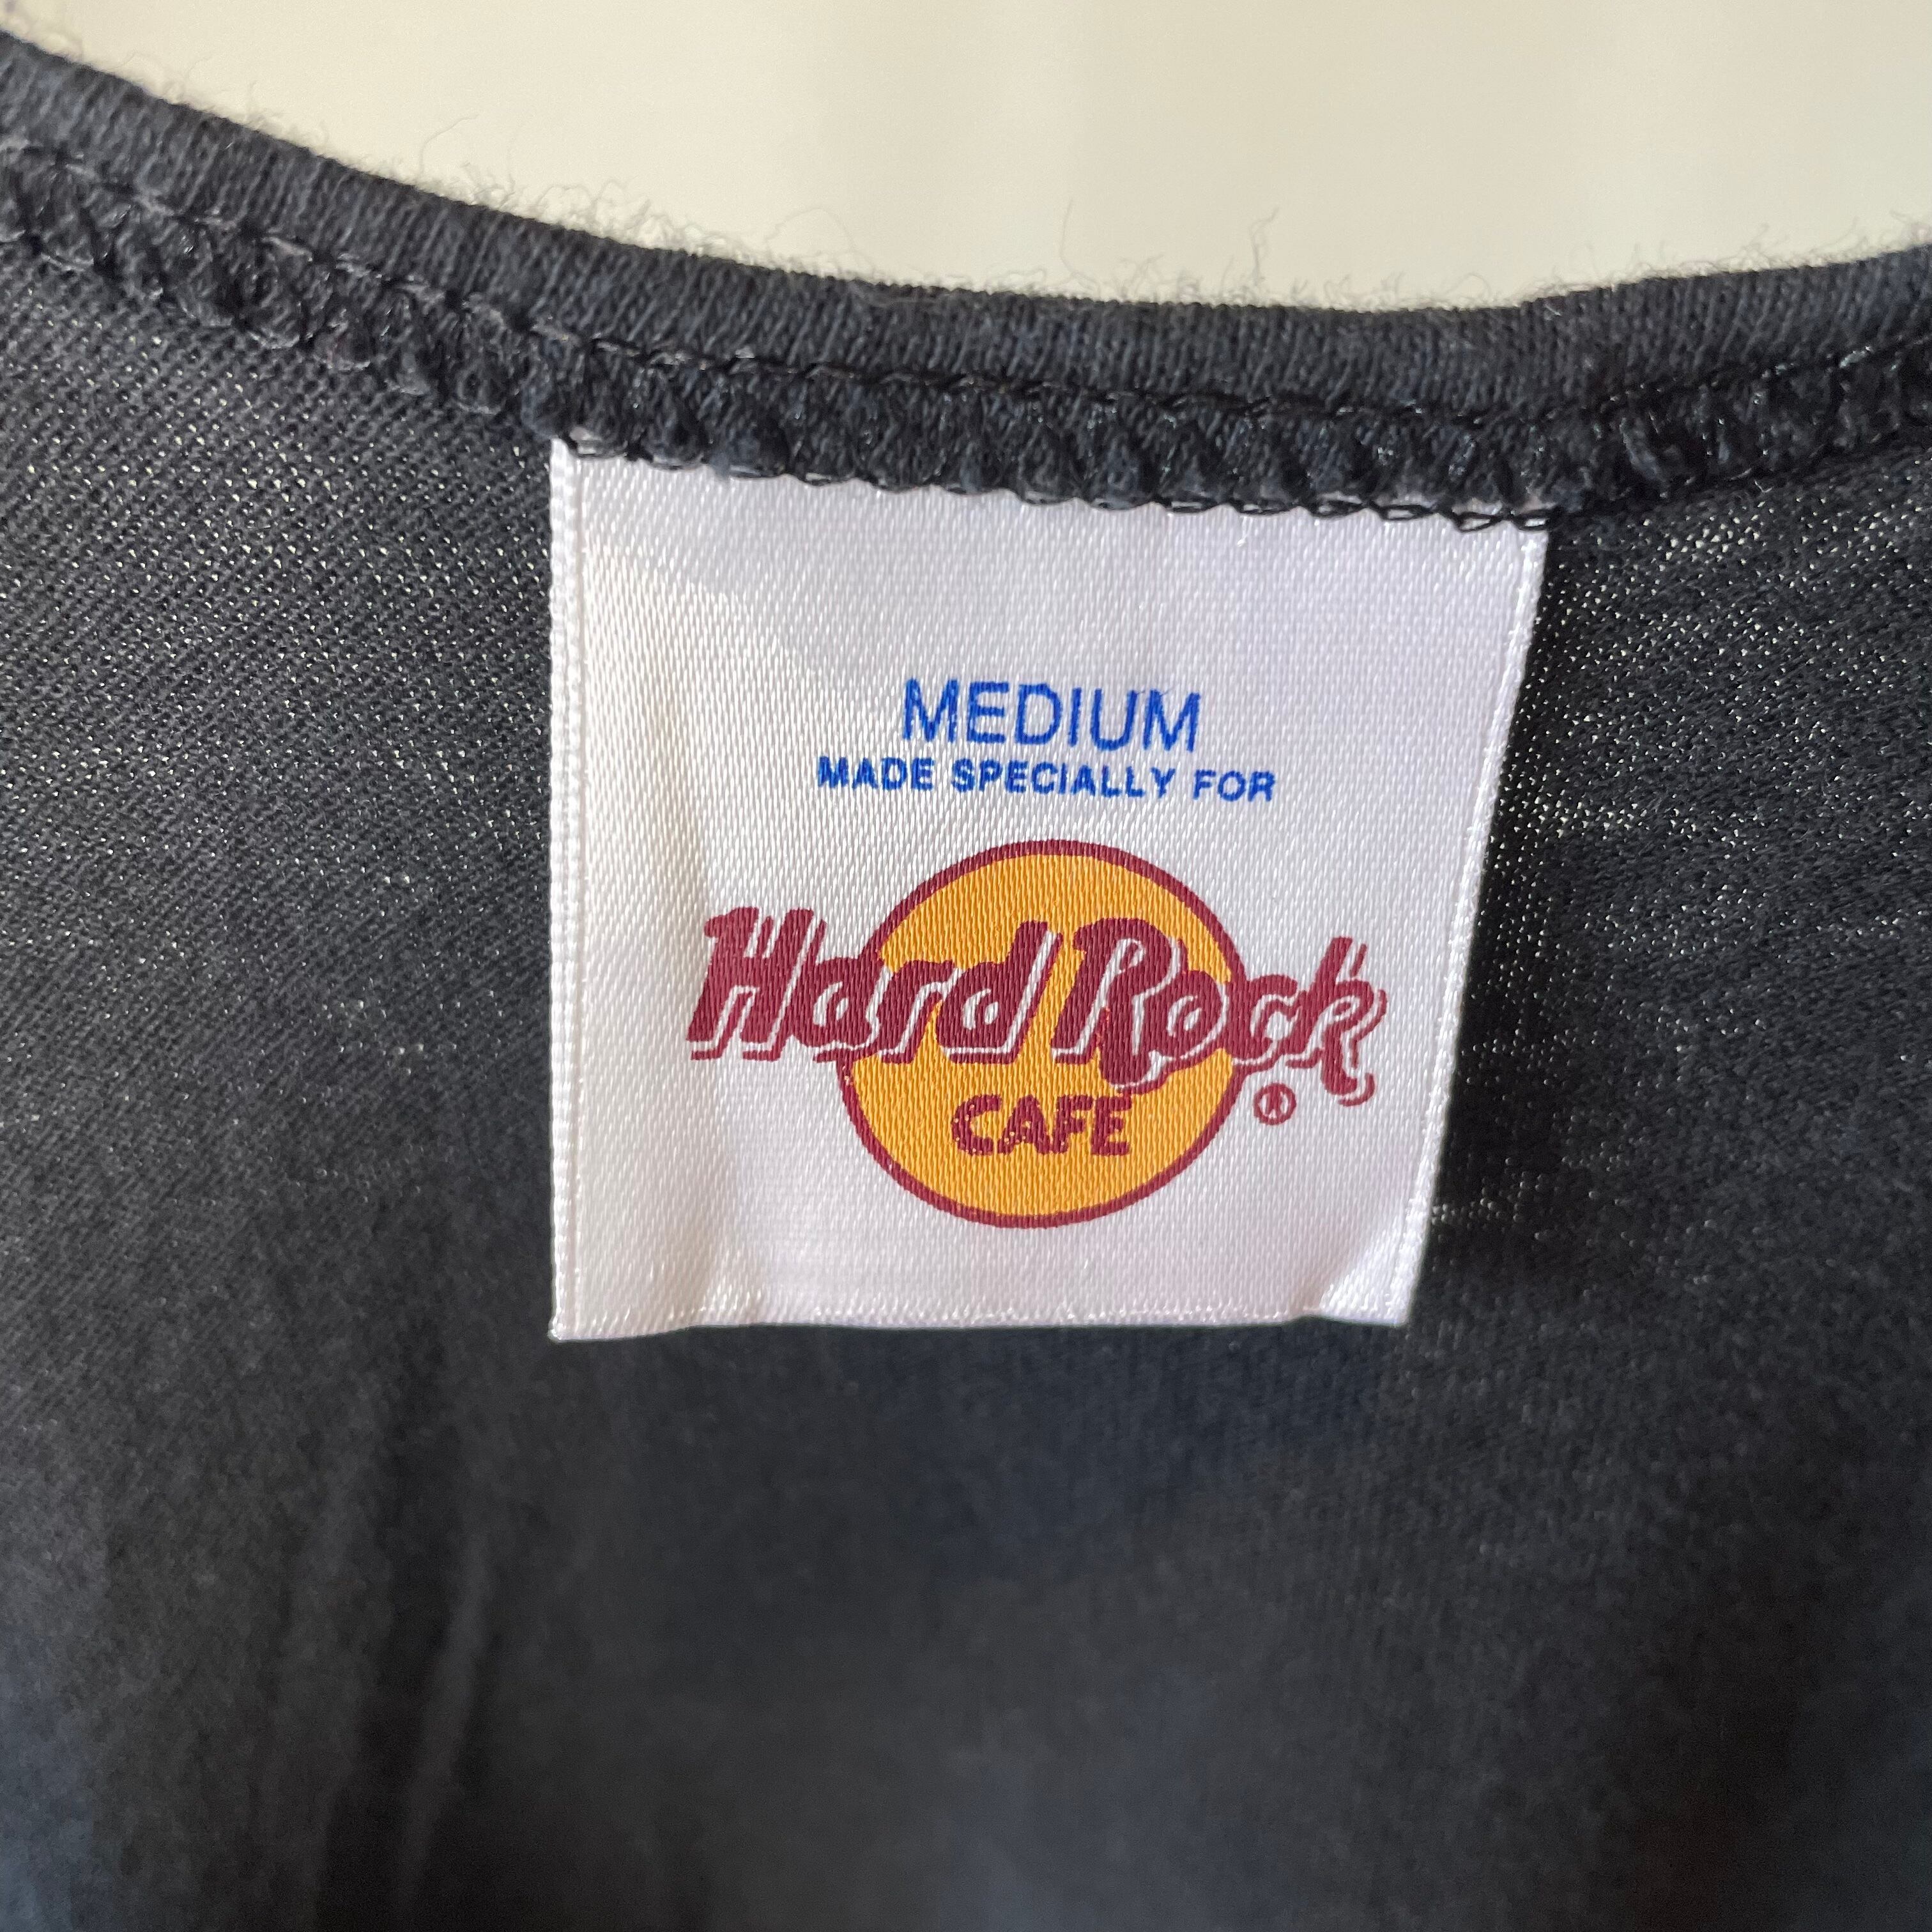 MEDIUM
MADE SPECIALLY FOR
Hard Rock
®
CAFE